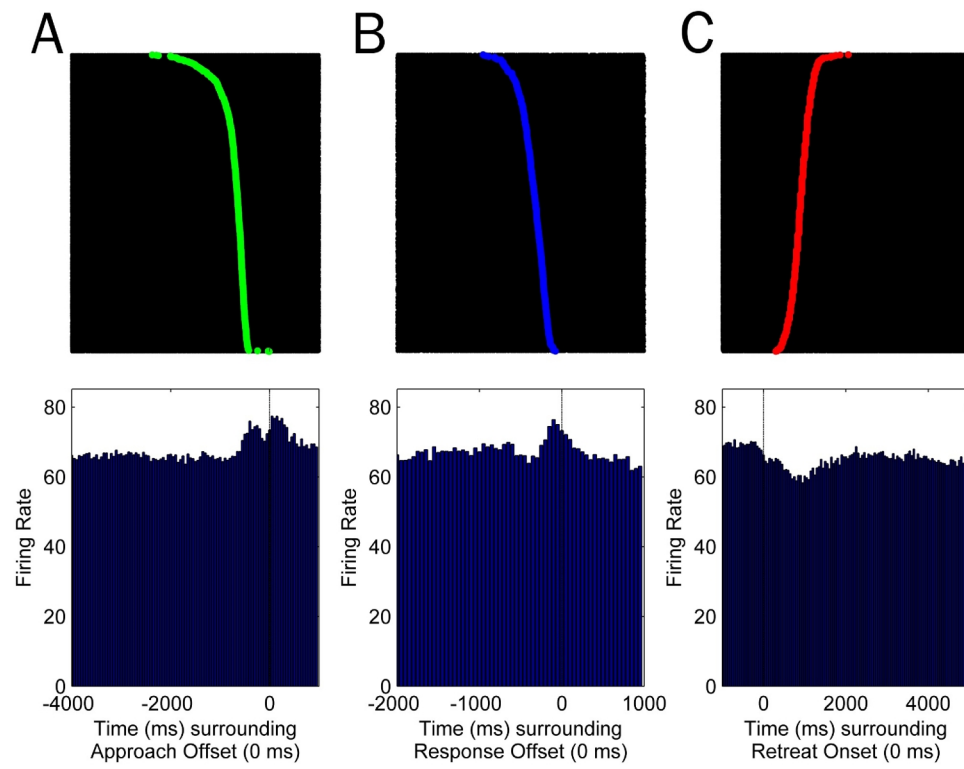 A
B
C
80
60
40
20
0
Firing Rate
-4000
-2000
0
Time (ms) surrounding
Approach Offset (0 ms)
80
60
40
20
0
Firing Rate
-2000
-1000
0
1000
Time (ms) surrounding
Response Offset (0 ms)
80
60
40
20
0
Firing Rate
0
2000
4000
Time (ms) surrounding
Retreat Onset (0 ms)